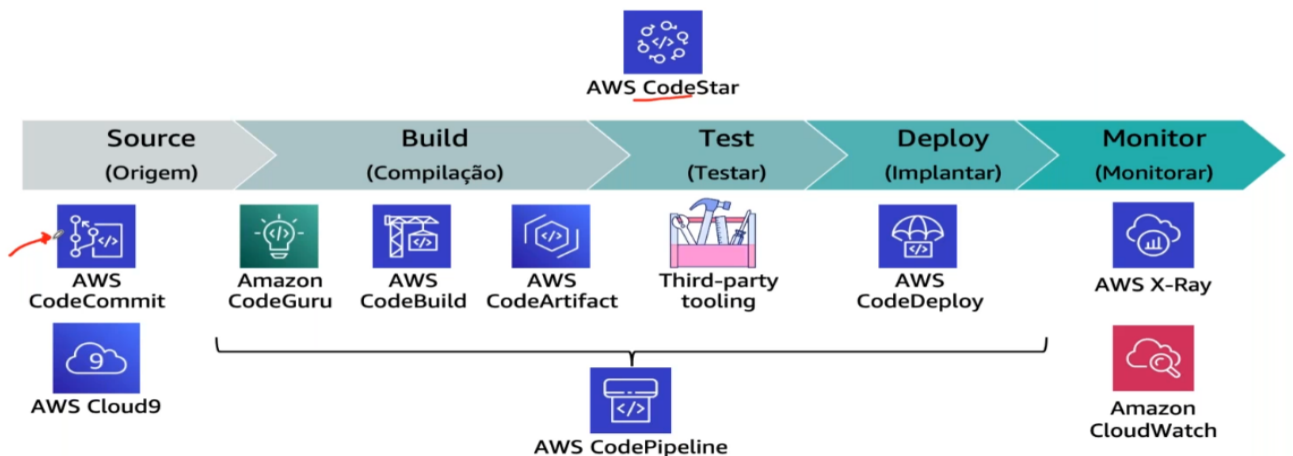 AWS CodeStar
Source
(Origem)
Build
(Compilação)
Test
(Testar)
Deploy
(Implantar)
Monitor
(Monitorar)
AWS
CodeCommit
Amazon
CodeGuru
AWS
CodeBuild
AWS
CodeArtifact
Third-party
tooling
AWS
CodeDeploy
AWS X-Ray
9
AWS Cloud9
AWS CodePipeline
Amazon
CloudWatch